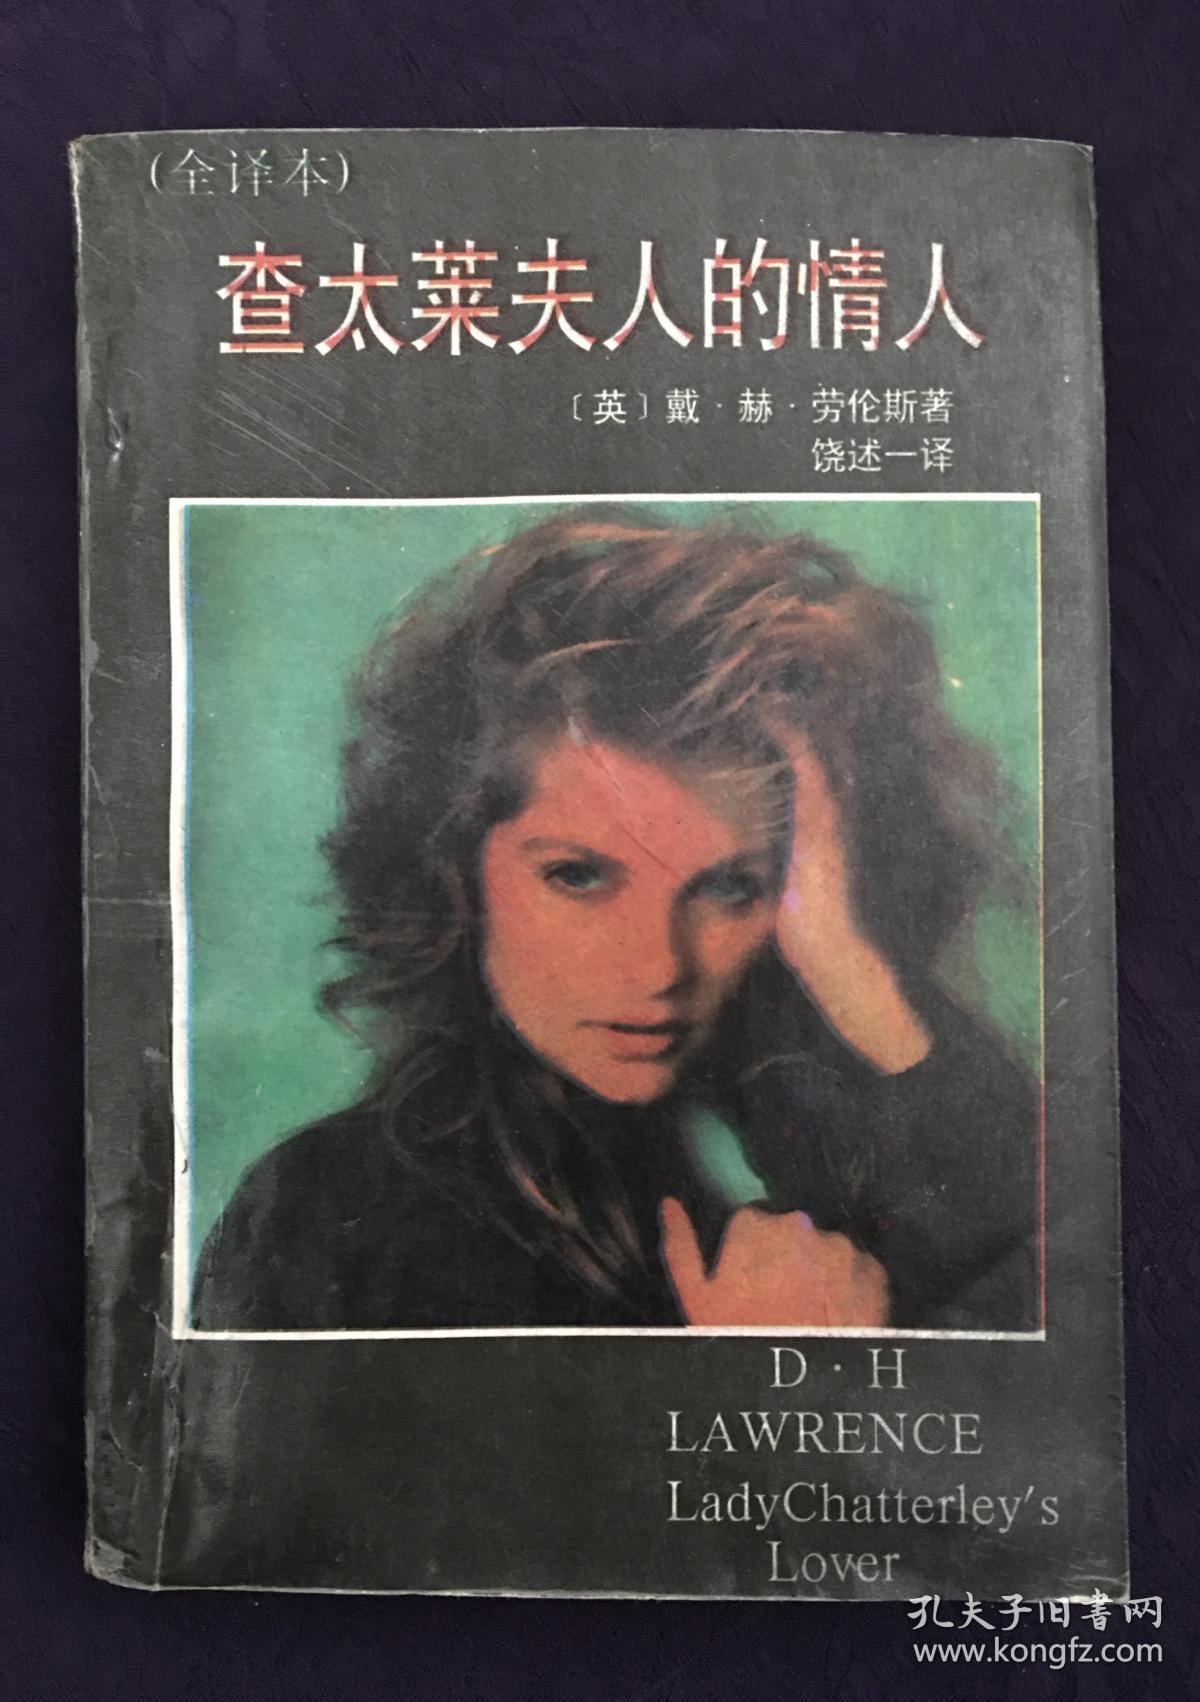 (全译本)
查太莱夫人的情人
〔英〕戴·赫·劳伦斯著
饶述一译
D·H
LAWRENCE
LadyChatterley's
Lover
孔夫子旧書网
www.kongfz.com